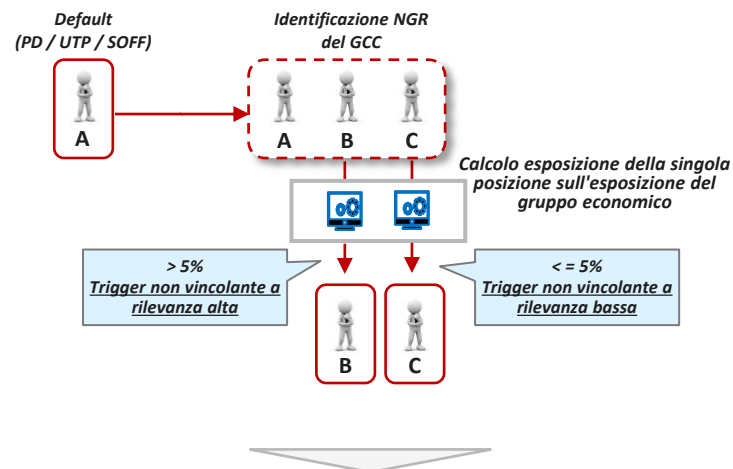 Default
(PD / UTP / SOFF)
Identificazione NGR
del GCC
A
A
B
C
Calcolo esposizione della singola
posizione sull'esposizione del
gruppo economico
> 5%
Trigger non vincolante a
rilevanza alta
< = 5%
Trigger non vincolante a
rilevanza bassa
B
C